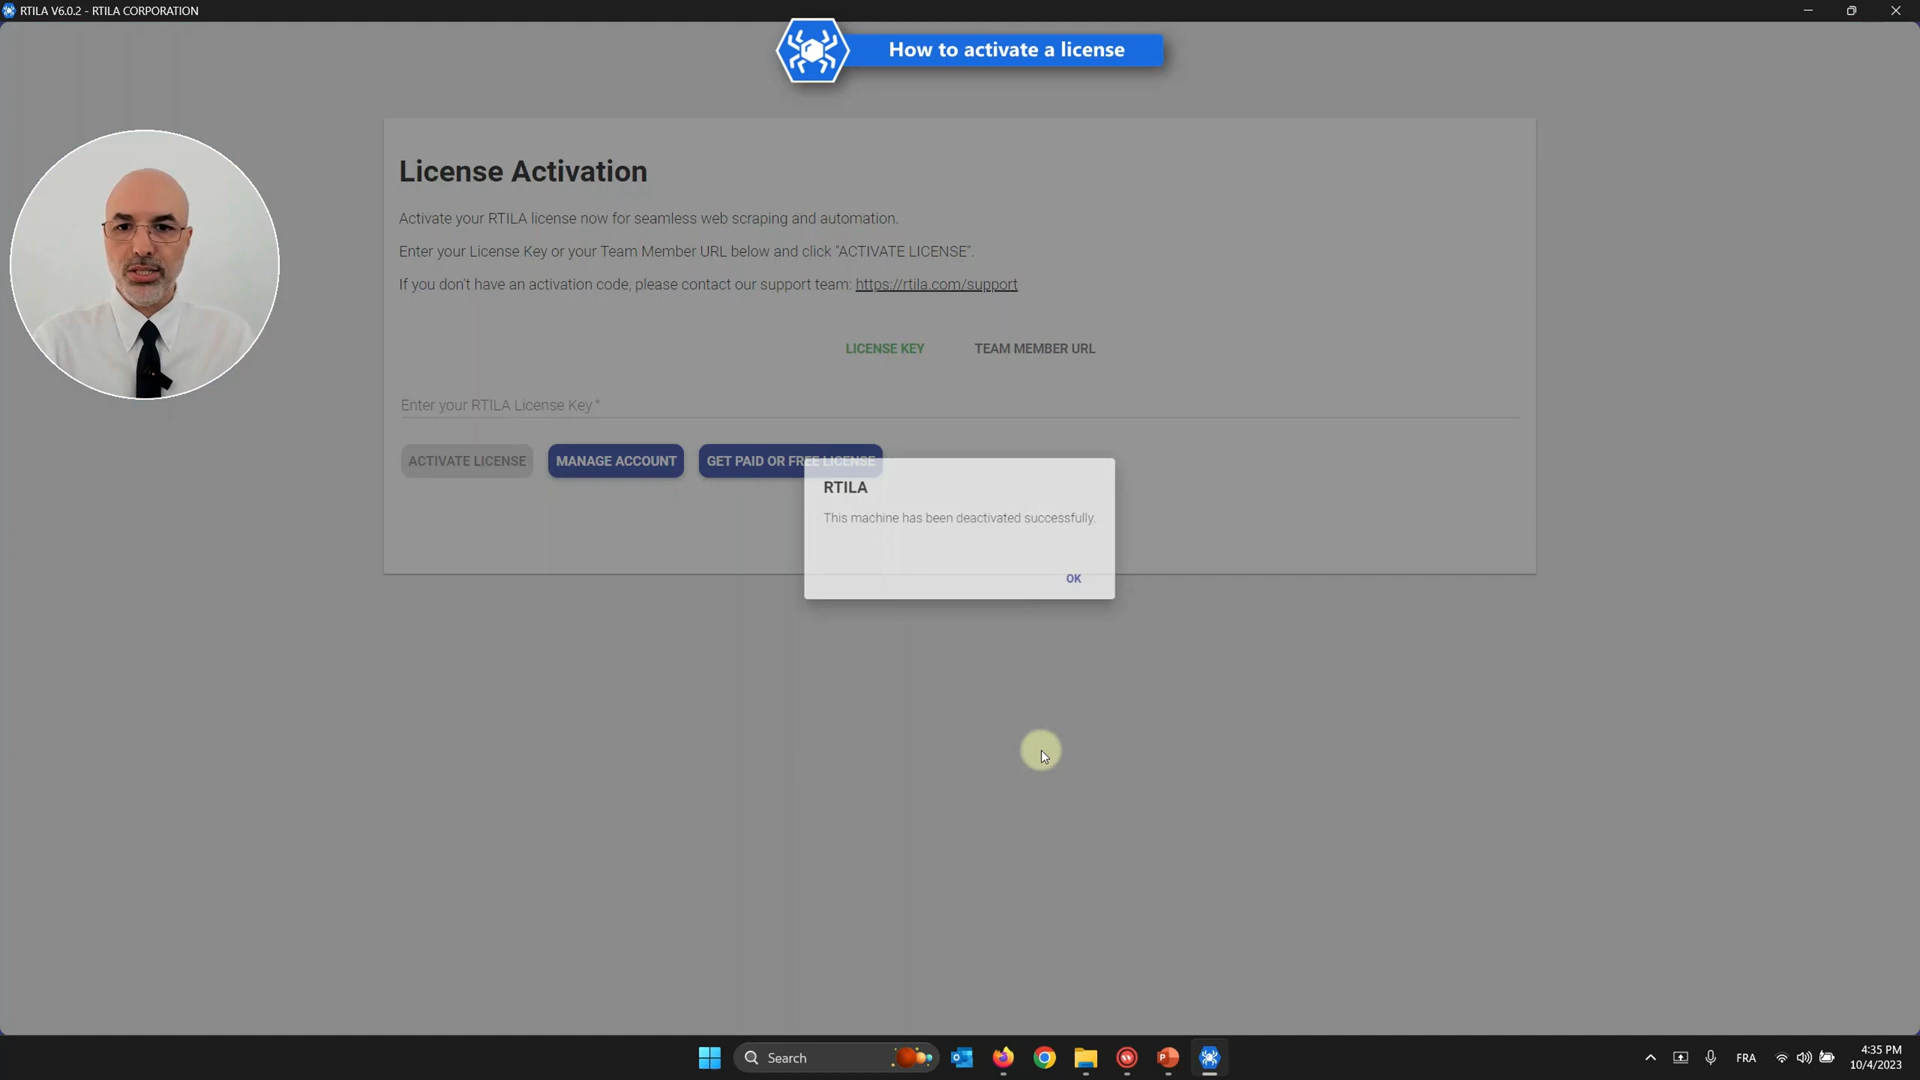 RTILA V6.0.2 - RTILA CORPORATION
How to activate a license
License Activation
Activate your RTILA license now for seamless web scraping and automation.
Enter your License Key or your Team Member URL below and click "ACTIVATE LICENSE".
If you don't have an activation code, please contact our support team: https://rtila.com/support
LICENSE KEY TEAM MEMBER URL
Enter your RTILA License Key *
ACTIVATE LICENSE MANAGE ACCOUNT GET PAID OR FREE LICENSE
RTILA
This machine has been deactivated successfully.
OK
Search
FRA
4:35 PM
10/4/2023